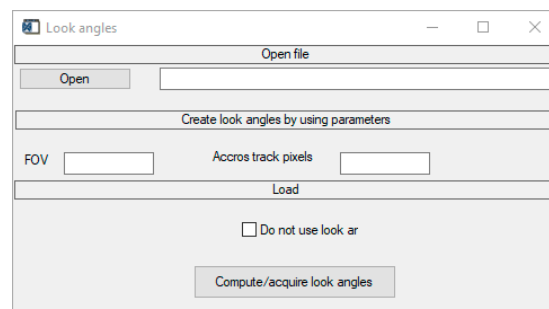 Look angles
Open file
Open
Create look angles by using parameters
FOV Accros track pixels
Load
Do not use look ar
Compute/acquire look angles